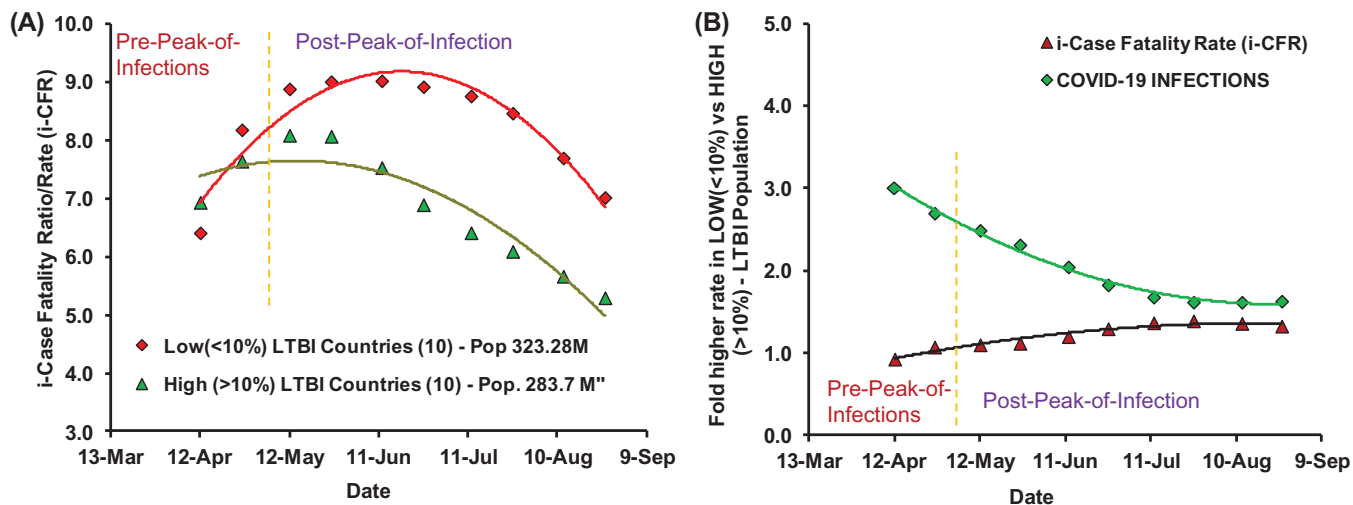 (A)
i-Case Fatality Ratio/Rate (i-CFR)
10.0
9.0
8.0
7.0
6.0
5.0
4.0
3.0
Pre-Peak-of-
Infections
Post-Peak-of-Infection
Low(<10%) LTBI Countries (10) - Pop 323.28M
High (>10%) LTBI Countries (10) - Pop. 283.7 M"
13-Mar
12-Apr
12-May
11-Jun
11-Jul
10-Aug
9-Sep
Date
(B)
Fold higher rate in LOW(<10%) vs HIGH
(>10%) - LTBI Population
5.0
4.0
3.0
2.0
1.0
0.0
i-Case Fatality Rate (i-CFR)
COVID-19 INFECTIONS
Pre-Peak-of-
Infections
Post-Peak-of-Infection
13-Mar
12-Apr
12-May
11-Jun
11-Jul
10-Aug
9-Sep
Date